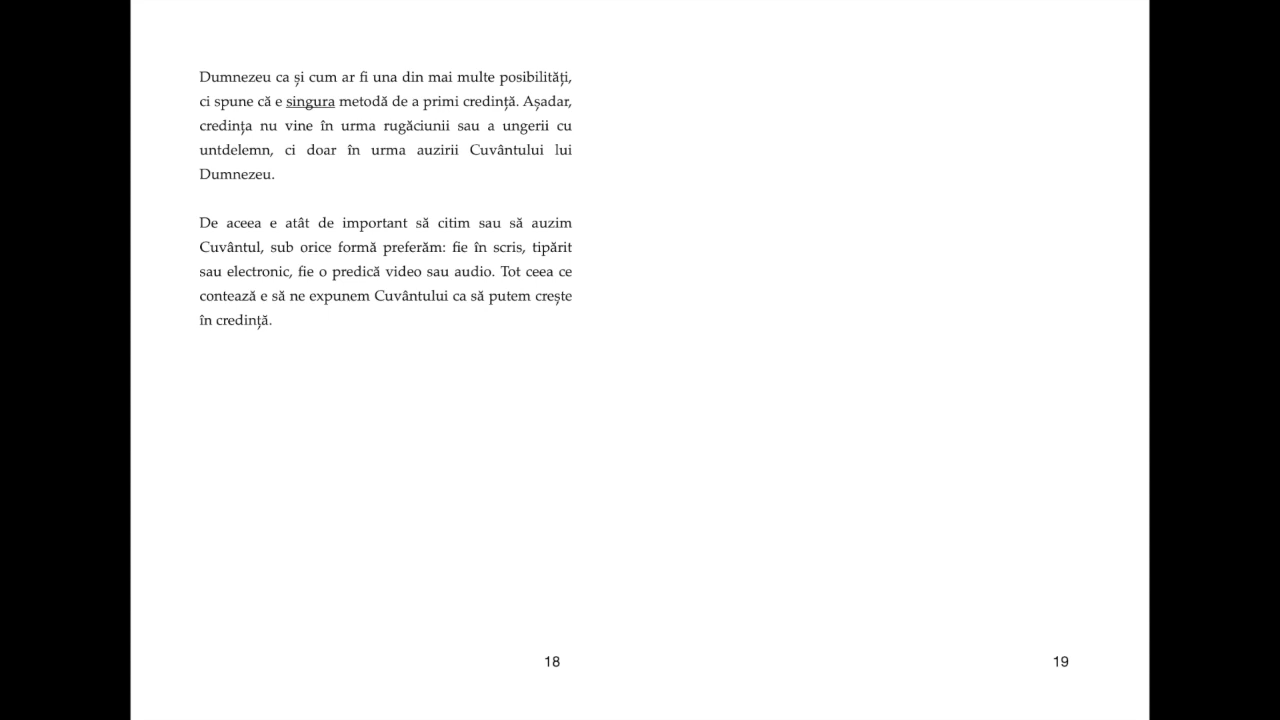 Dumnezeu ca și cum ar fi una din mai multe posibilități,
ci spune că e singura metodă de a primi credință. Așadar,
credința nu vine în urma rugăciunii sau a ungerii cu
untdelemn, ci doar în urma auzirii Cuvântului lui
Dumnezeu.
De aceea e atât de important să citim sau să auzim
Cuvântul, sub orice formă preferăm: fie în scris, tipărit
sau electronic, fie o predică video sau audio. Tot ceea ce
contează e să ne expunem Cuvântului ca să putem crește
în credință.
18
19